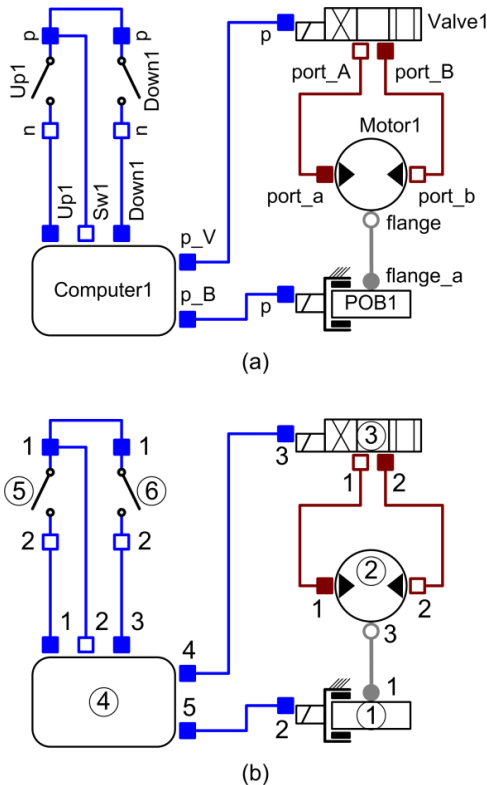 p p p Valve1
Up1 Down1 port_A port_B
n n Motor1
Up1 Sw1 Down1 port_a port_b
p_V flange
Computer1 flange_a
p_B p POB1
(a)
1 1 3 3
5 6 1 2
2 2 2
1 2 3 1 2
4 3
4 1
5 2 1
(b)